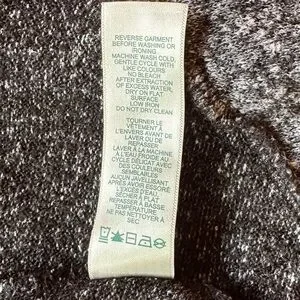 REVERSE GARMENT
BEFORE WASHING OR
IRONING
MACHINE WASH COLD,
GENTLE CYCLE WITH
LIKE COLOURS
NO BLEACH
AFTER EXTRACTION
OF EXCESS WATER,
DRY ON FLAT
SURFACE
LOW IRON
DO NOT DRY CLEAN
TOURNER LE
VÊTEMENT À
L'ENVERS AVANT DE
LAVER OU DE
REPASSER
LAVER À LA MACHINE
À L'EAU FROIDE AU
CYCLE DÉLICAT AVEC
DES COULEURS
SEMBLABLES
AUCUN JAVELLISANT
APRÈS AVOIR ESSORÉ
L'EXCÈS D'EAU,
SÉCHER À PLAT
REPASSER À BASSE
TEMPÉRATURE
NE PAS NETTOYER À
SEC